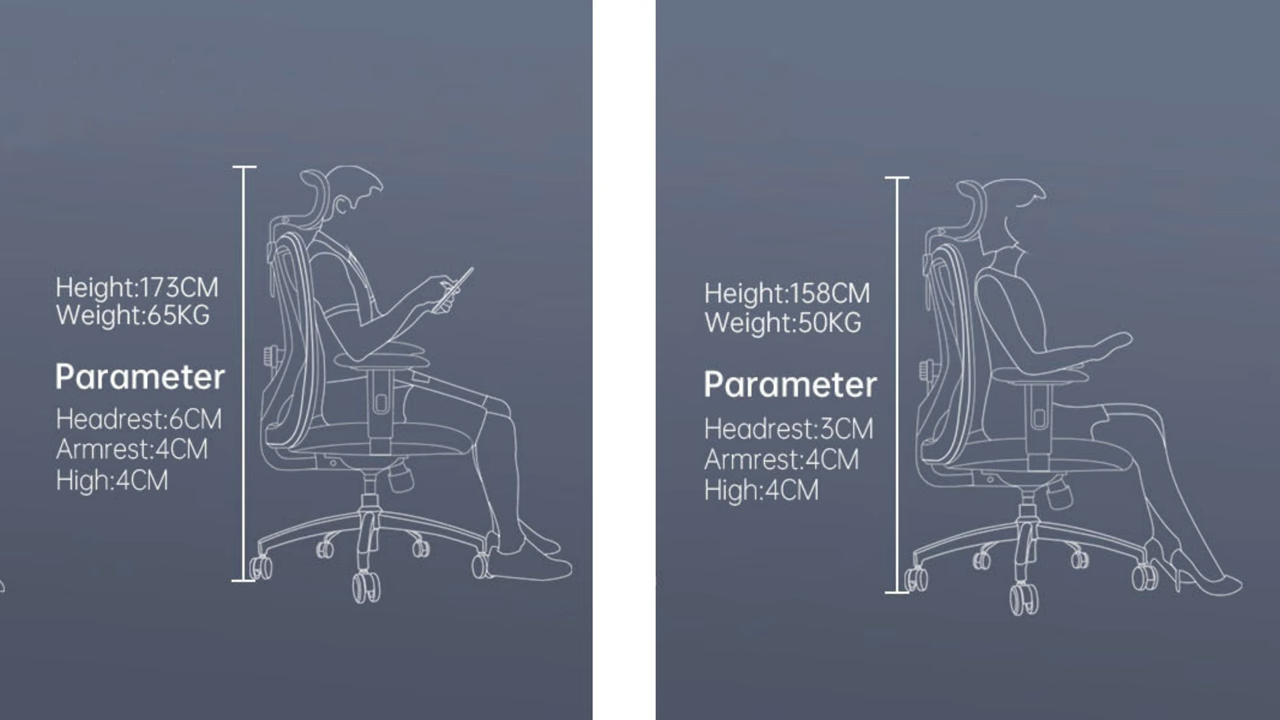 Height:173CM
Weight:65KG
Parameter
Headrest:6CM
Armrest:4CM
High:4CM
Height:158CM
Weight:50KG
Parameter
Headrest:3CM
Armrest:4CM
High:4CM